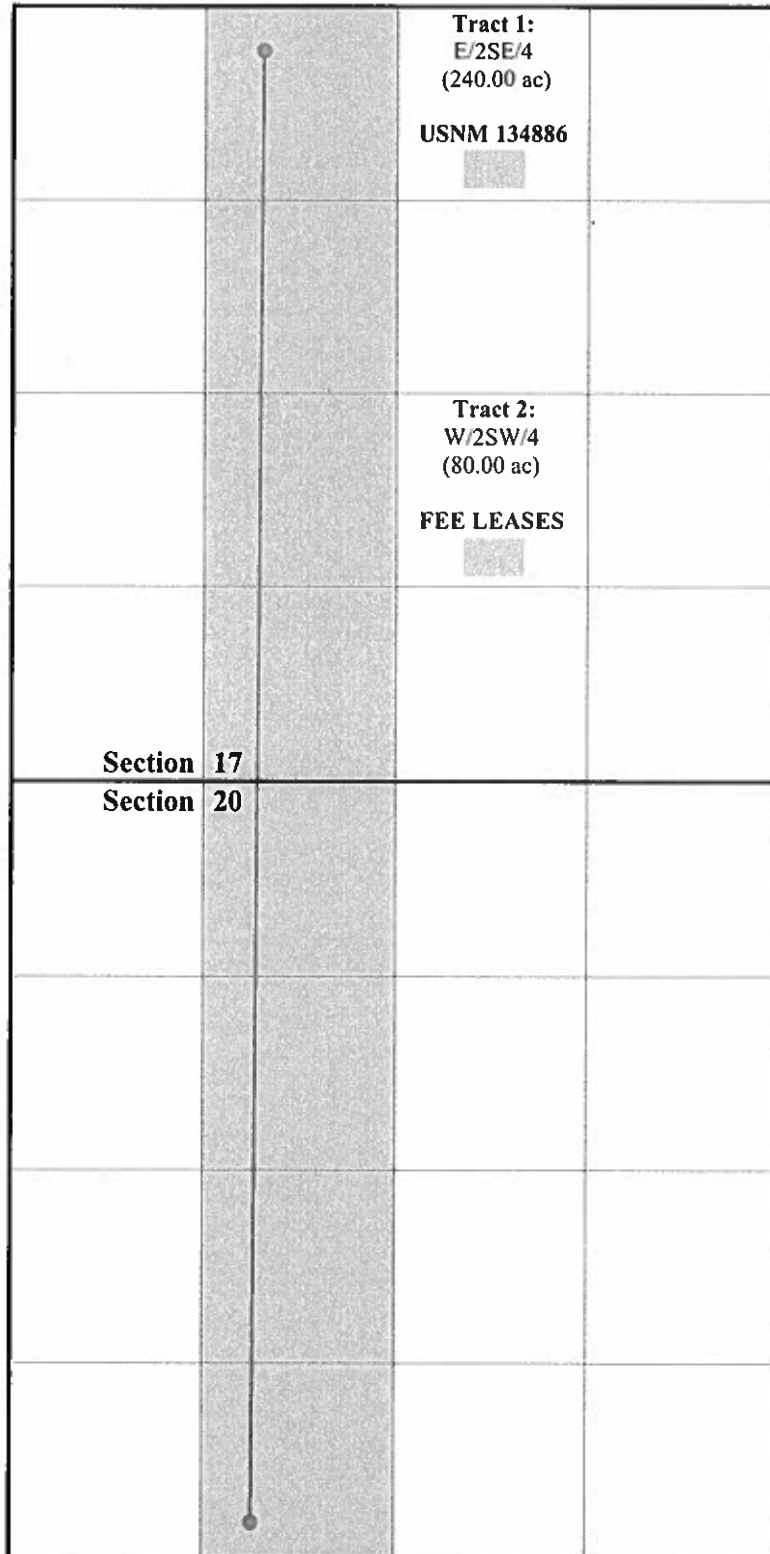 Tract 1:
E/2SE/4
(240.00 ac)
USNM 134886
Tract 2:
W/2SW/4
(80.00 ac)
FEE LEASES
Section 17
Section 20